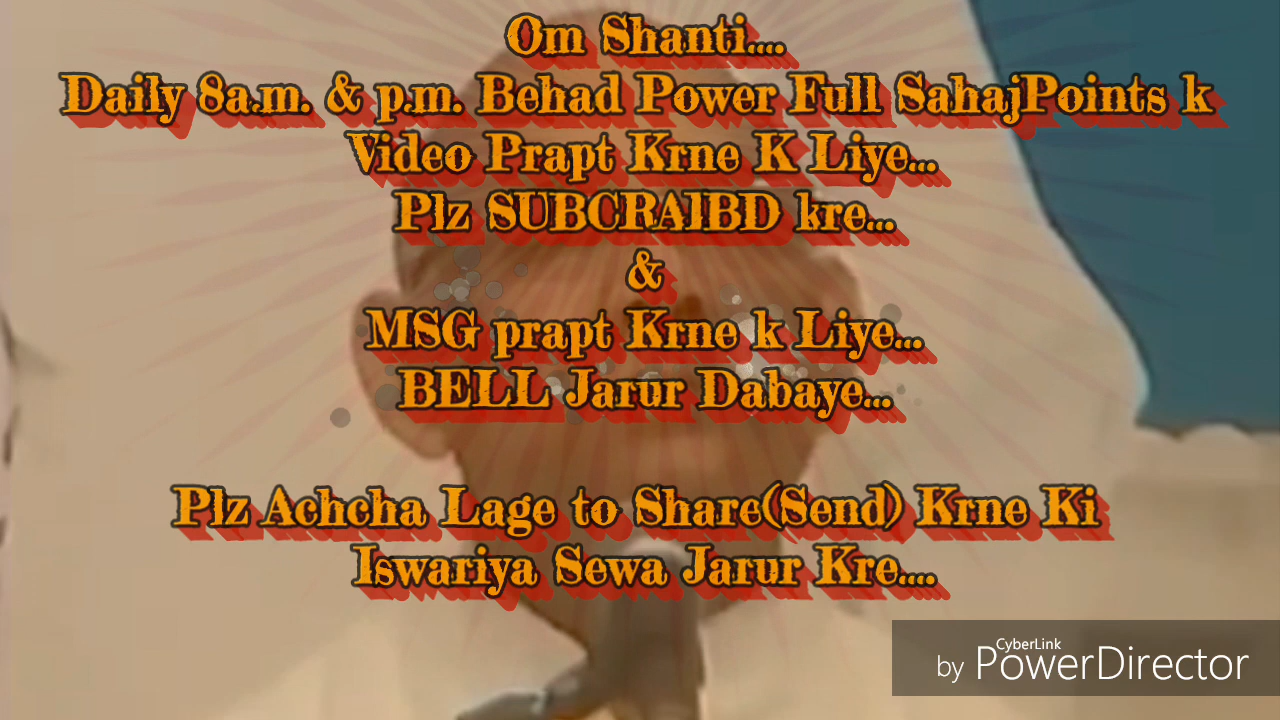 Om Shanti....
Daily 8a.m. & p.m. Behad Power Full SahajPoints k
Video Prapt Krne K Liye...
Plz SUBCRAIBD kre...
&
MSG prapt Krne k Liye...
BELL Jarur Dabaye...
Plz Achcha Lage to Share(Send) Krne Ki
Iswariya Sewa Jarur Kre....
CyberLink
by PowerDirector